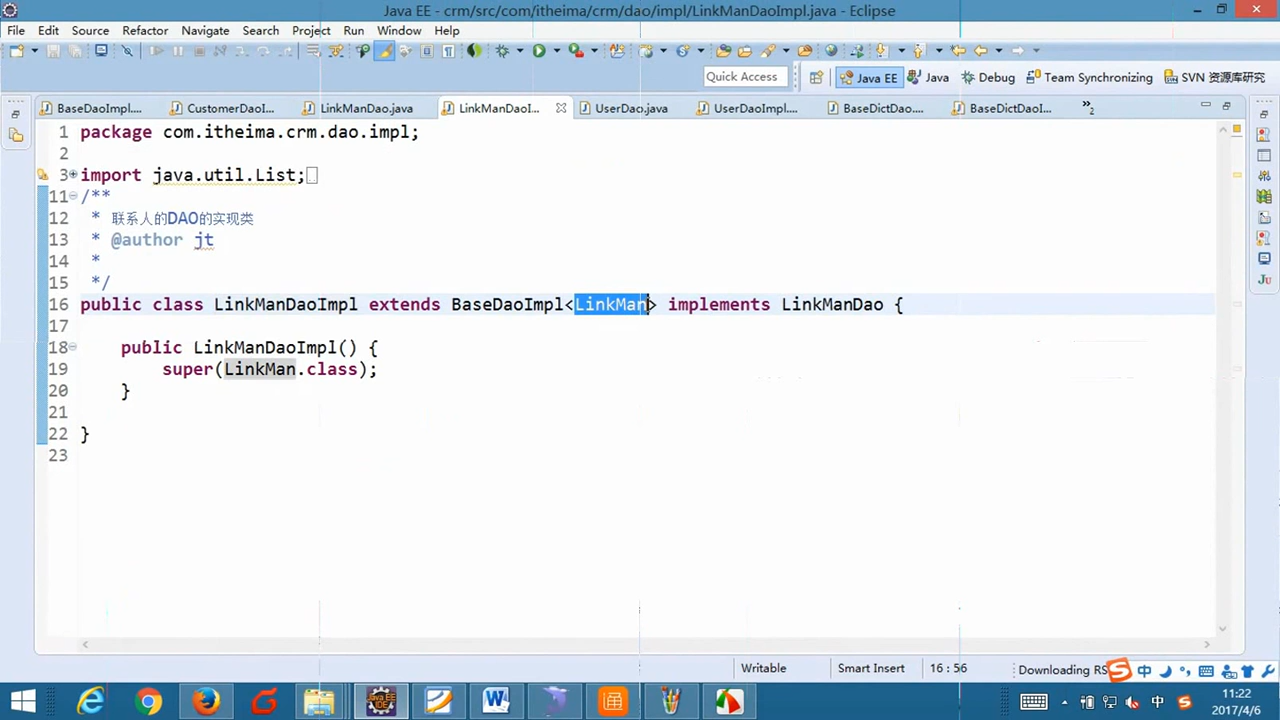 Java EE - crm/src/com/itheima/crm/dao/impl/LinkManDaoImpl.java - Eclipse
File Edit Source Refactor Navigate Search Project Run Window Help
Quick Access Java EE Java Debug Team Synchronizing SVN 资源库研究
BaseDaoImpl.... CustomerDaoI... LinkManDao.java LinkManDaoI... UserDao.java UserDaoImpl.... BaseDictDao.... BaseDictDaoI... »2
1 package com.itheima.crm.dao.impl;
2
3 import java.util.List;
11 /**
12 * 联系人的DAO的实现类
13 * @author jt
14 *
15 */
16 public class LinkManDaoImpl extends BaseDaoImpl<LinkMan> implements LinkManDao {
17
18 public LinkManDaoImpl() {
19 super(LinkMan.class);
20 }
21
22 }
23
Writable Smart Insert 16 : 56 Downloading RS 中
中 11:22
2017/4/6